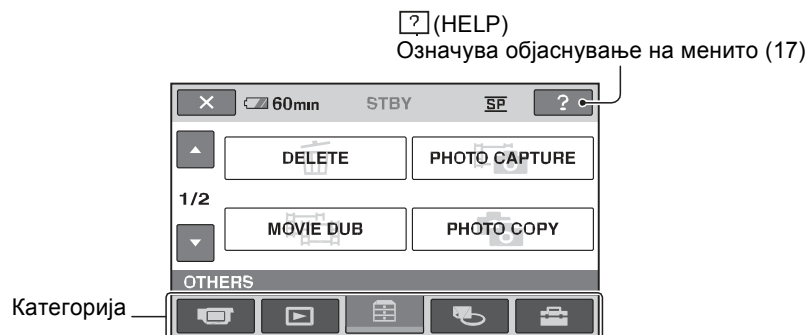 ? (HELP)
Означува објаснување на менито (17)
× 60min STBY SP ?
DELETE PHOTO CAPTURE
1/2
MOVIE DUB PHOTO COPY
OTHERS
Категорија